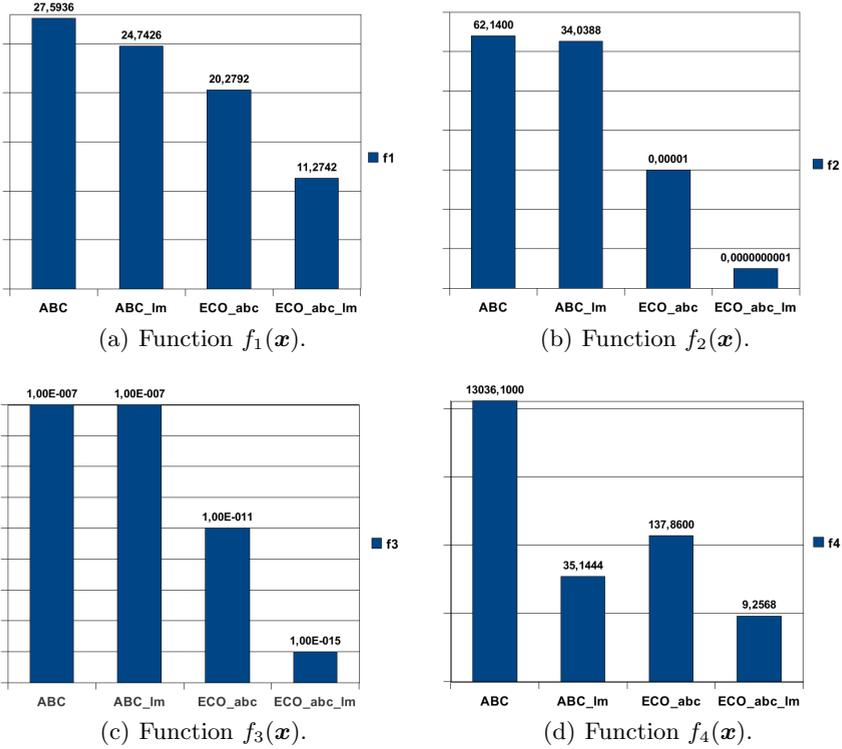 27,5936
24,7426
20,2792
11,2742
f1
ABC ABC_lm ECO_abc ECO_abc_lm
(a) Function f₁(x).
62,1400
34,0388
0,00001
0,0000000001
f2
ABC ABC_lm ECO_abc ECO_abc_lm
(b) Function f₂(x).
1,00E-007 1,00E-007
1,00E-011
1,00E-015
f3
ABC ABC_lm ECO_abc ECO_abc_lm
(c) Function f₃(x).
13036,1000
35,1444
137,8600
9,2568
f4
ABC ABC_lm ECO_abc ECO_abc_lm
(d) Function f₄(x).